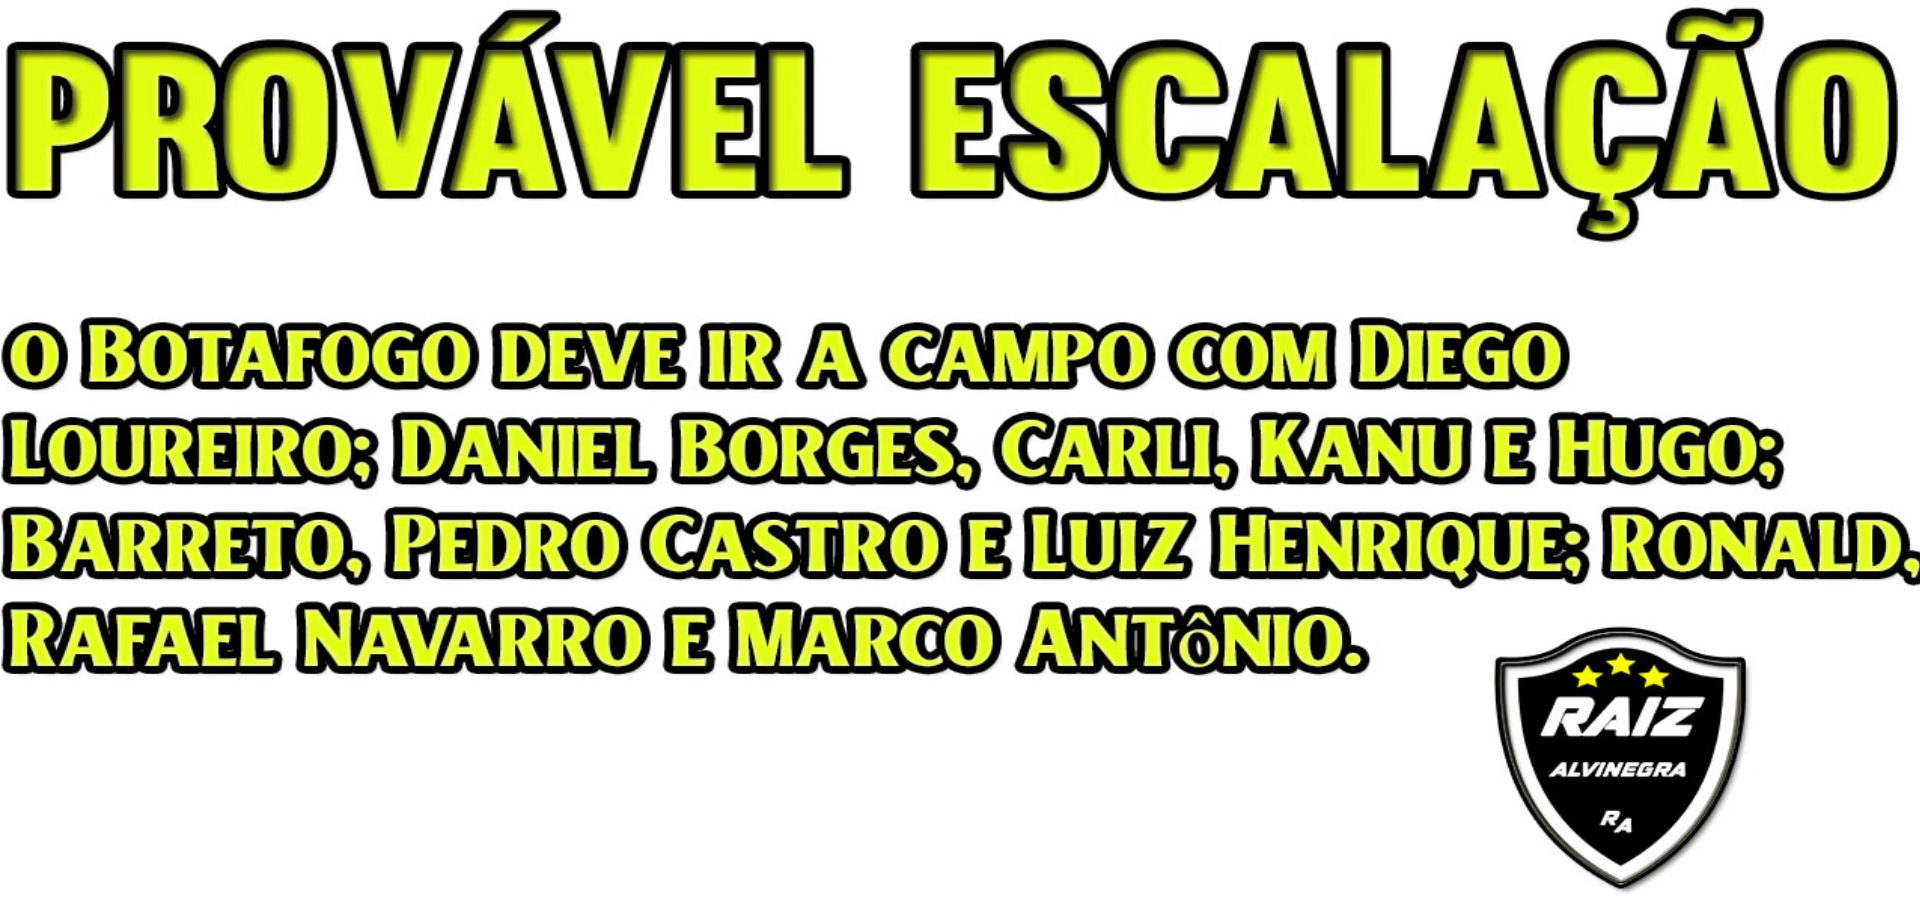 PROVÁVEL ESCALAÇÃO
O BOTAFOGO DEVE IR A CAMPO COM DIEGO
LOUREIRO; DANIEL BORGES, CARLI, KANU E HUGO;
BARRETO, PEDRO CASTRO E LUIZ HENRIQUE; RONALD,
RAFAEL NAVARRO E MARCO ANTÔNIO.
RAIZ
ALVINEGRA
RA